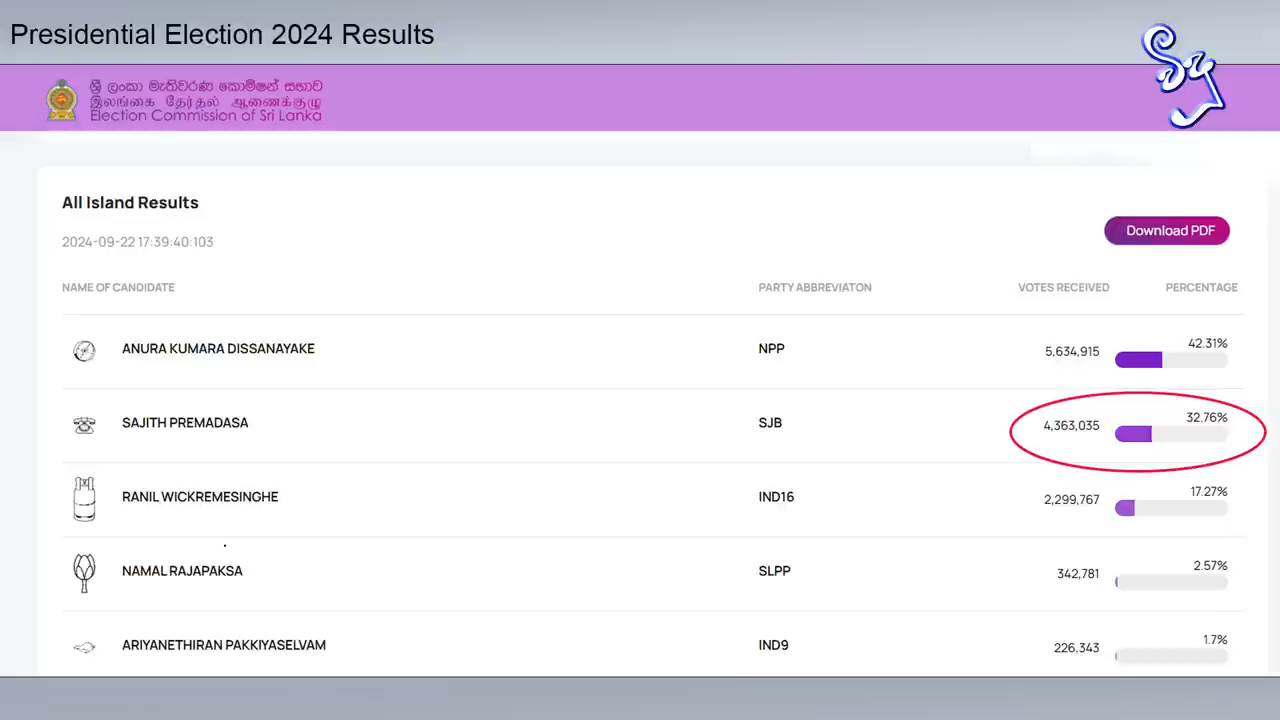 Presidential Election 2024 Results
ශ්‍රී ලංකා මැතිවරණ කොමිෂන් සභාව
இலங்கை தேர்தல் ஆணைக்குழு
Election Commission of Sri Lanka
All Island Results
2024-09-22 17:39:40:103
Download PDF
NAME OF CANDIDATE PARTY ABBREVIATON VOTES RECEIVED PERCENTAGE
ANURA KUMARA DISSANAYAKE NPP 5,634,915 42.31%
SAJITH PREMADASA SJB 4,363,035 32.76%
RANIL WICKREMESINGHE IND16 2,299,767 17.27%
NAMAL RAJAPAKSA SLPP 342,781 2.57%
ARIYANETHIRAN PAKKIYASELVAM IND9 226,343 1.7%